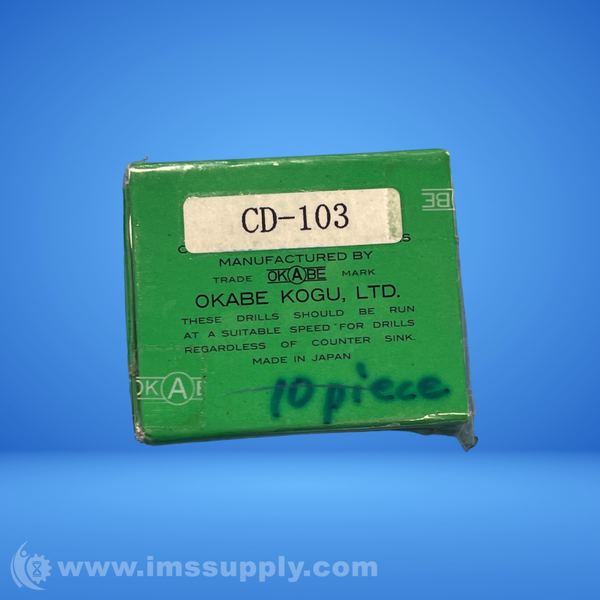 CD-103
MANUFACTURED BY
TRADE OKABE MARK
OKABE KOGU, LTD.
THESE DRILLS SHOULD BE RUN
AT A SUITABLE SPEED FOR DRILLS
REGARDLESS OF COUNTER SINK.
MADE IN JAPAN
10 piece
OKABE
www.imssupply.com